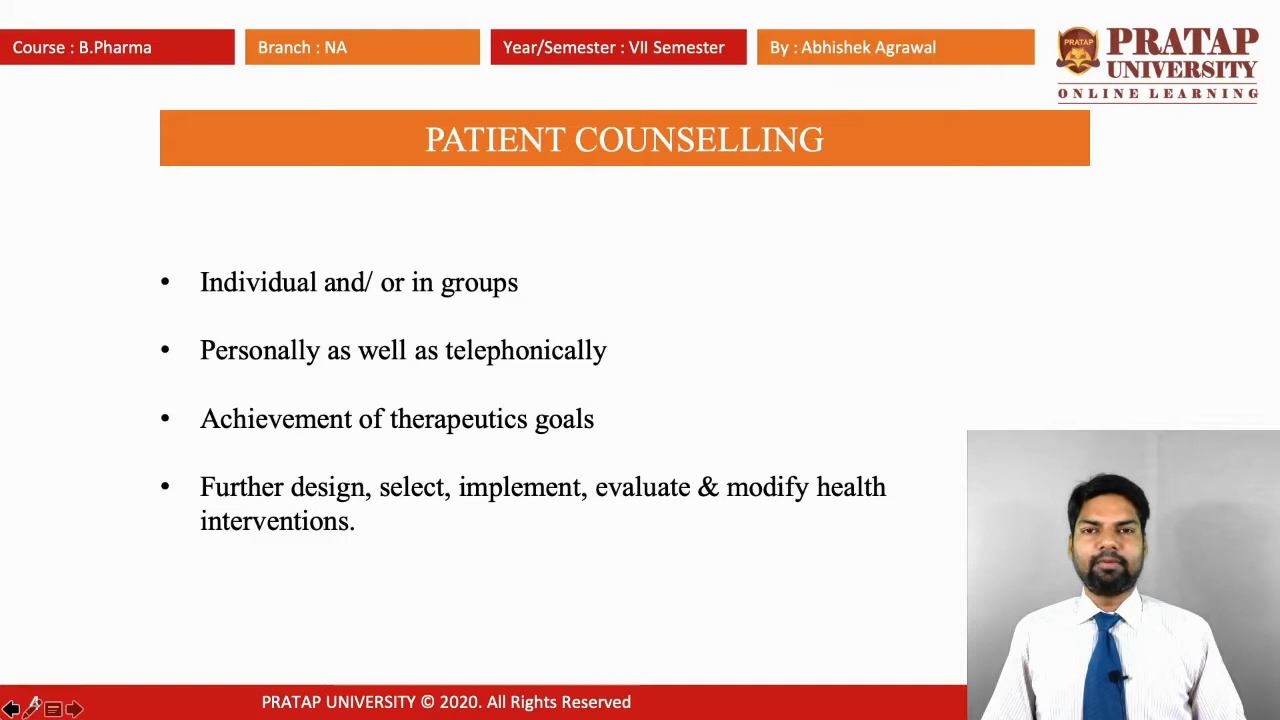 Course : B.Pharma
Branch : NA
Year/Semester : VII Semester
By : Abhishek Agrawal
PRATAP
PRATAP
UNIVERSITY
ONLINE LEARNING
PATIENT COUNSELLING
• Individual and/ or in groups
• Personally as well as telephonically
• Achievement of therapeutics goals
• Further design, select, implement, evaluate & modify health
interventions.
4
PRATAP UNIVERSITY © 2020. All Rights Reserved